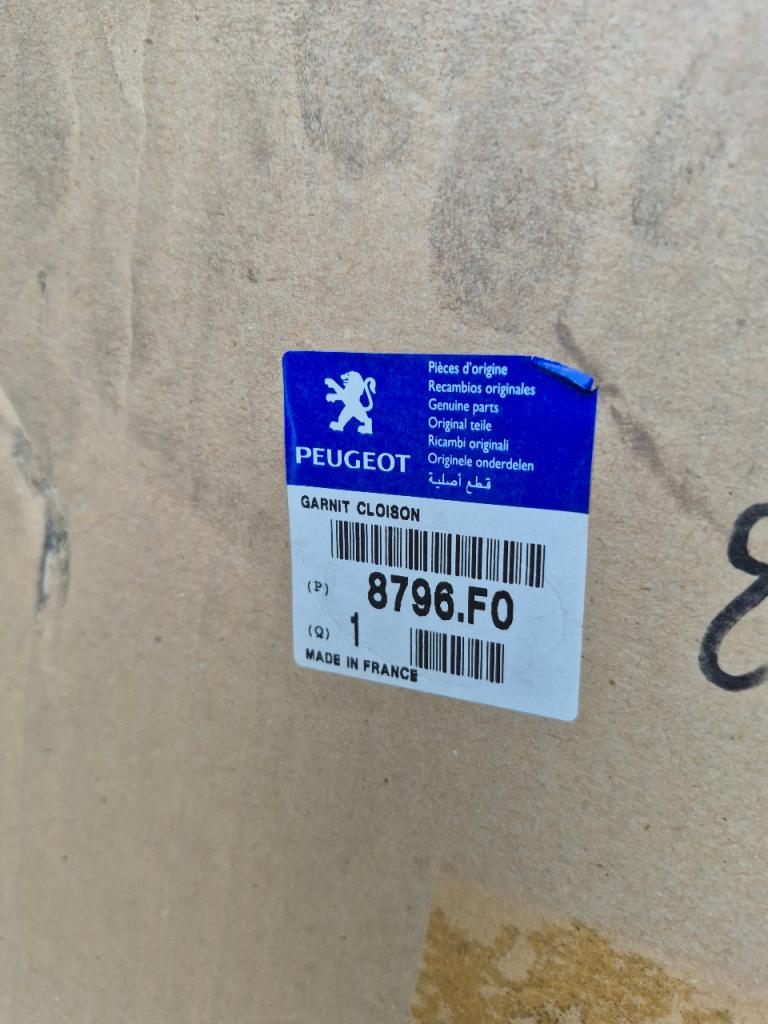 Pièces d'origine
Recambios originales
Genuine parts
Original teile
Ricambi originali
Originele onderdelen
قطع أصلية
PEUGEOT
GARNIT CLOISON
(P) 8796.F0
(Q) 1
MADE IN FRANCE